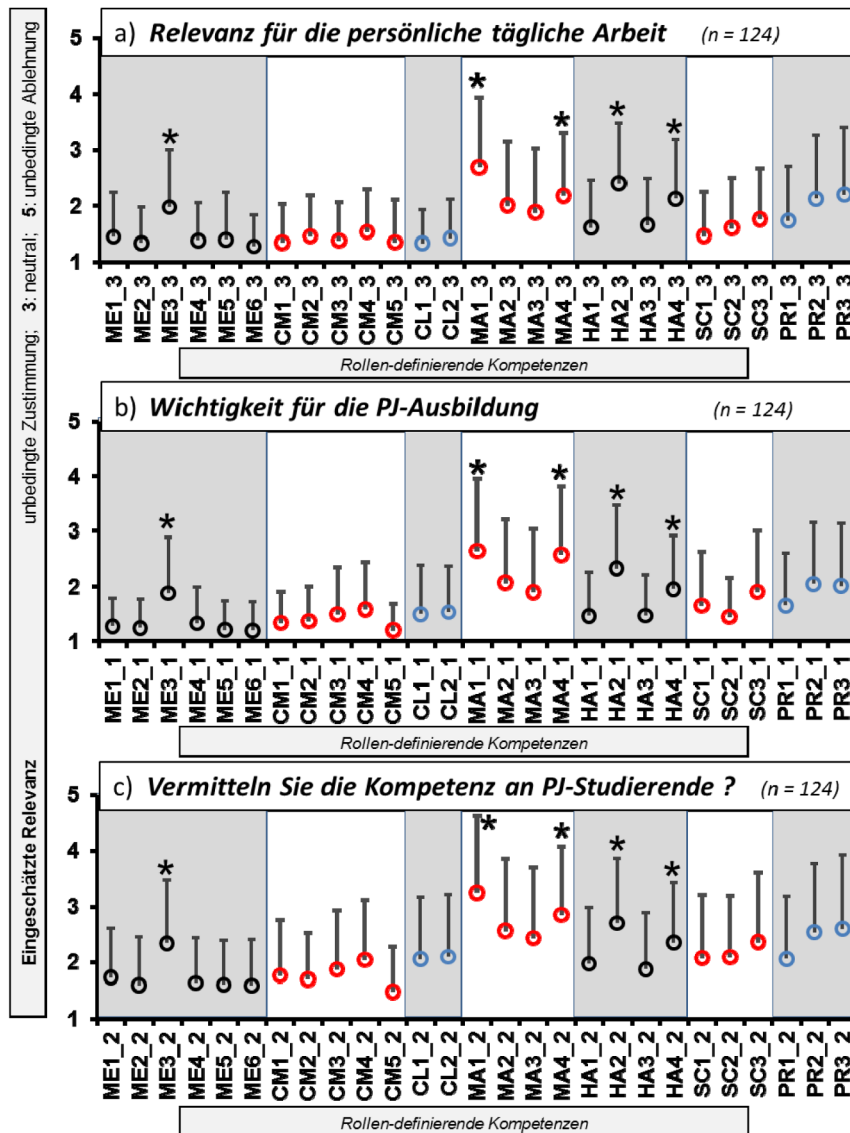 unbedingte Zustimmung; 3: neutral; 5: unbedingte Ablehnung
Eingeschätzte Relevanz
a) Relevanz für die persönliche tägliche Arbeit (n = 124)
5
4
3
2
1
* * * * *
ME1_3 ME2_3 ME3_3 ME4_3 ME5_3 ME6_3 CM1_3 CM2_3 CM3_3 CM4_3 CM5_3 CL1_3 CL2_3 MA1_3 MA2_3 MA3_3 MA4_3 HA1_3 HA2_3 HA3_3 HA4_3 SC1_3 SC2_3 SC3_3 PR1_3 PR2_3 PR3_3
Rollen-definierende Kompetenzen
b) Wichtigkeit für die PJ-Ausbildung (n = 124)
5
4
3
2
1
* * * * *
ME1_1 ME2_1 ME3_1 ME4_1 ME5_1 ME6_1 CM1_1 CM2_1 CM3_1 CM4_1 CM5_1 CL1_1 CL2_1 MA1_1 MA2_1 MA3_1 MA4_1 HA1_1 HA2_1 HA3_1 HA4_1 SC1_1 SC2_1 SC3_1 PR1_1 PR2_1 PR3_1
Rollen-definierende Kompetenzen
c) Vermitteln Sie die Kompetenz an PJ-Studierende ? (n = 124)
5
4
3
2
1
* * * * *
ME1_2 ME2_2 ME3_2 ME4_2 ME5_2 ME6_2 CM1_2 CM2_2 CM3_2 CM4_2 CM5_2 CL1_2 CL2_2 MA1_2 MA2_2 MA3_2 MA4_2 HA1_2 HA2_2 HA3_2 HA4_2 SC1_2 SC2_2 SC3_2 PR1_2 PR2_2 PR3_2
Rollen-definierende Kompetenzen